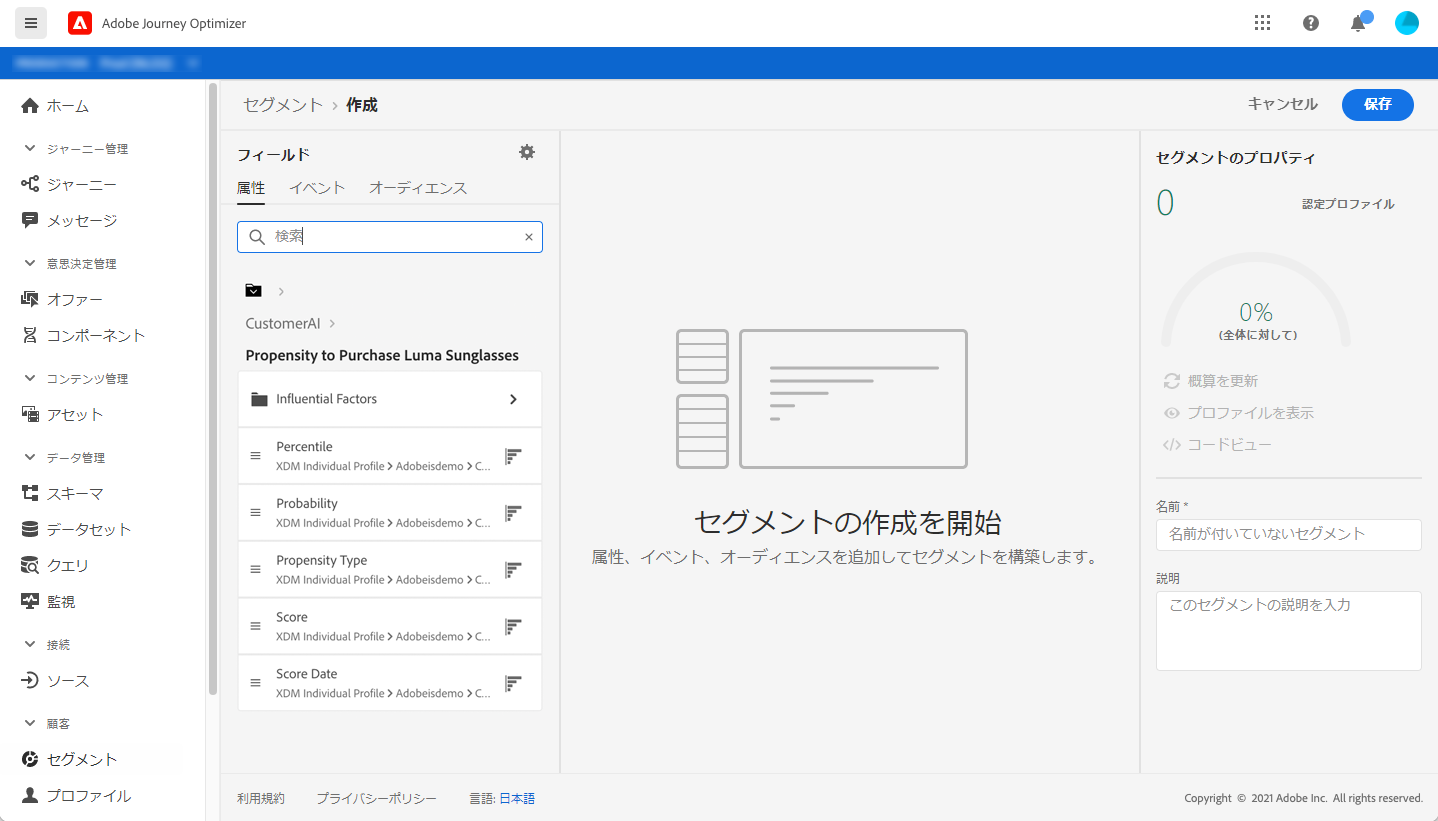 Adobe Journey Optimizer
ホーム
ジャーニー管理
ジャーニー
メッセージ
意思決定管理
オファー
コンポーネント
コンテンツ管理
アセット
データ管理
スキーマ
データセット
クエリ
監視
接続
ソース
顧客
セグメント
プロファイル
セグメント > 作成
キャンセル
保存
フィールド
属性 イベント オーディエンス
検索
CustomerAI
Propensity to Purchase Luma Sunglasses
Influential Factors
Percentile
XDM Individual Profile > Adobeisdemo > C...
Probability
XDM Individual Profile > Adobeisdemo > C...
Propensity Type
XDM Individual Profile > Adobeisdemo > C...
Score
XDM Individual Profile > Adobeisdemo > C...
Score Date
XDM Individual Profile > Adobeisdemo > C...
セグメントの作成を開始
属性、イベント、オーディエンスを追加してセグメントを構築します。
セグメントのプロパティ
0 認定プロファイル
0%
(全体に対して)
概算を更新
プロファイルを表示
コードビュー
名前 *
名前が付いていないセグメント
説明
このセグメントの説明を入力
利用規約 プライバシーポリシー 言語: 日本語
Copyright © 2021 Adobe Inc. All rights reserved.